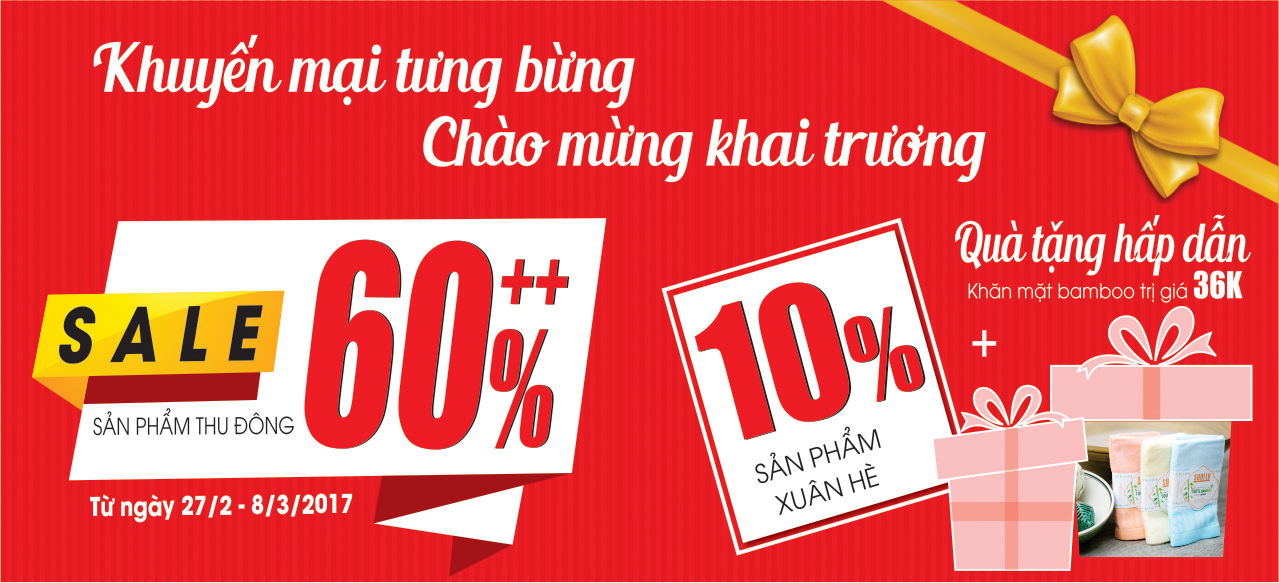 Khuyến mại tưng bừng
Chào mừng khai trương
SALE
60++%
SẢN PHẨM THU ĐÔNG
Từ ngày 27/2 - 8/3/2017
10%
SẢN PHẨM
XUÂN HÈ
Quà tặng hấp dẫn
Khăn mặt bamboo trị giá 36K
+